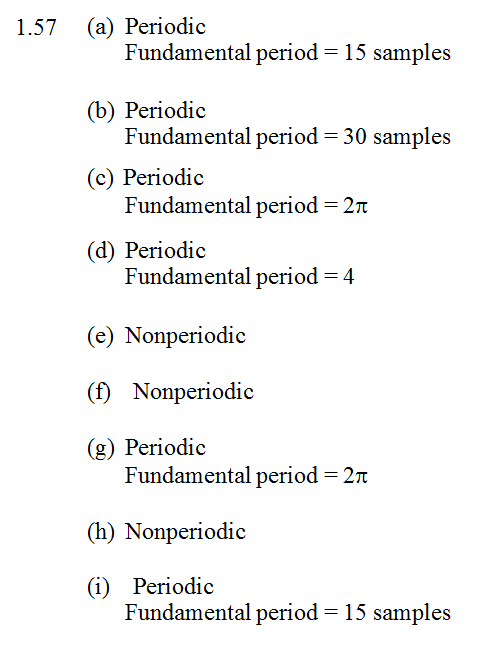 1.57 (a) Periodic
Fundamental period = 15 samples
(b) Periodic
Fundamental period = 30 samples
(c) Periodic
Fundamental period = 2π
(d) Periodic
Fundamental period = 4
(e) Nonperiodic
(f) Nonperiodic
(g) Periodic
Fundamental period = 2π
(h) Nonperiodic
(i) Periodic
Fundamental period = 15 samples